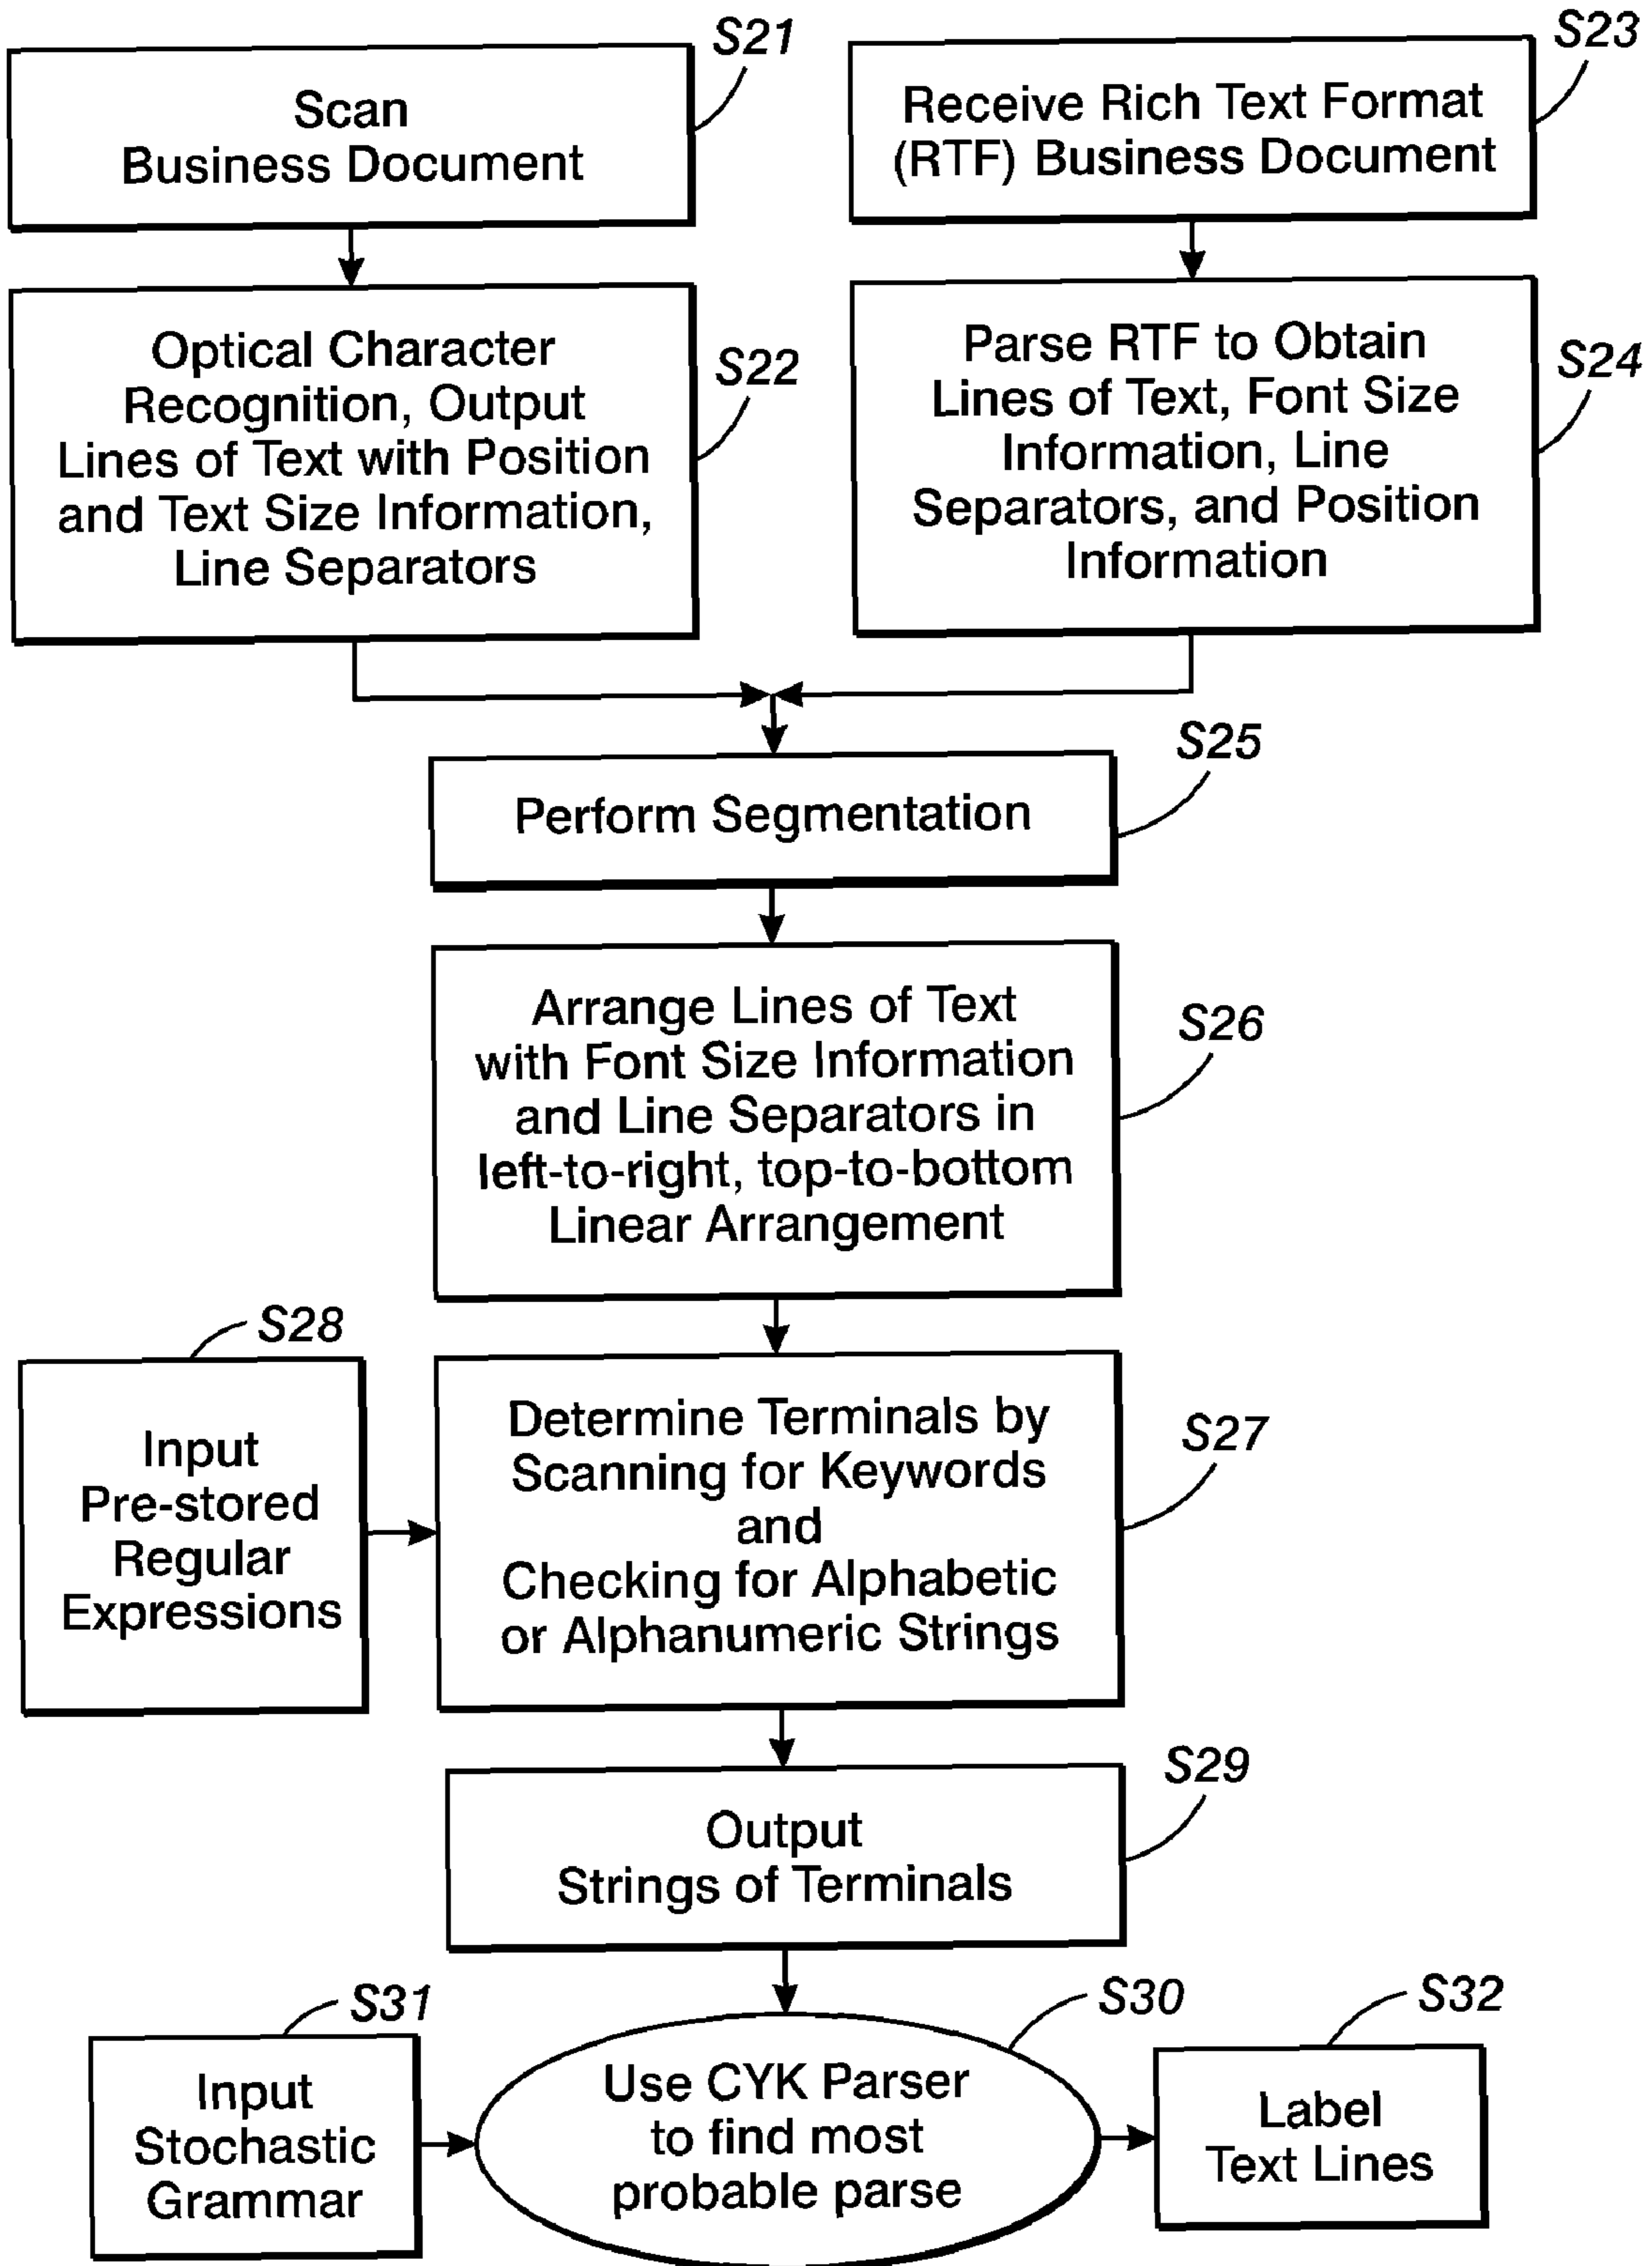 S21
Scan
Business Document
S23
Receive Rich Text Format
(RTF) Business Document
S22
Optical Character
Recognition, Output
Lines of Text with Position
and Text Size Information,
Line Separators
S24
Parse RTF to Obtain
Lines of Text, Font Size
Information, Line
Separators, and Position
Information
S25
Perform Segmentation
S26
Arrange Lines of Text
with Font Size Information
and Line Separators in
left-to-right, top-to-bottom
Linear Arrangement
S28
Input
Pre-stored
Regular
Expressions
S27
Determine Terminals by
Scanning for Keywords
and
Checking for Alphabetic
or Alphanumeric Strings
S29
Output
Strings of Terminals
S31
Input
Stochastic
Grammar
S30
Use CYK Parser
to find most
probable parse
S32
Label
Text Lines